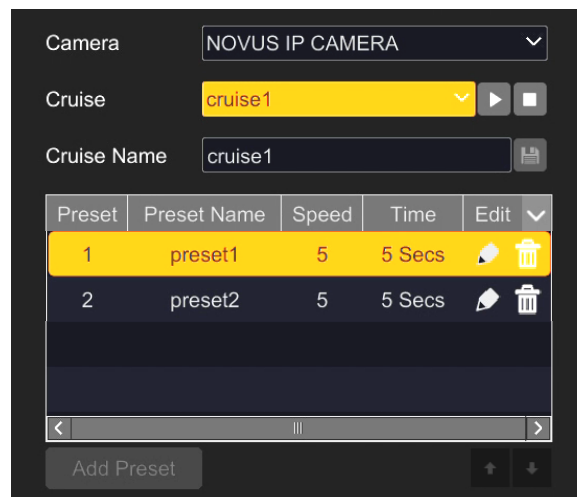 Camera NOVUS IP CAMERA
Cruise cruise1
Cruise Name cruise1
Preset Preset Name Speed Time Edit
1 preset1 5 5 Secs
2 preset2 5 5 Secs
Add Preset